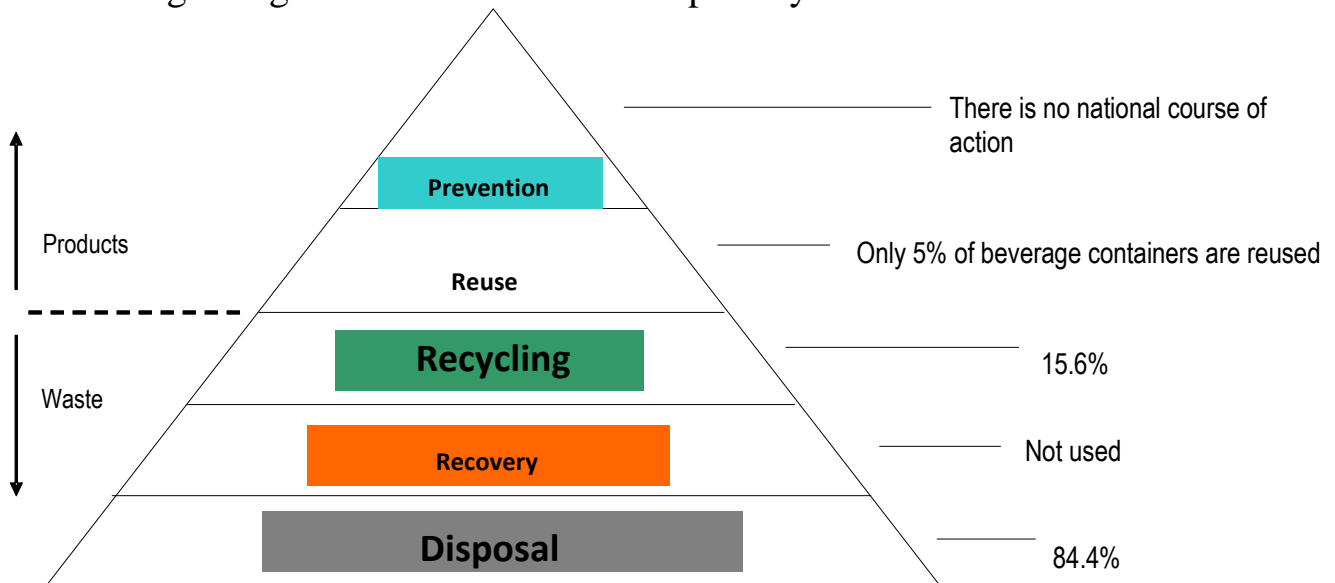 There is no national course of
action
Prevention
Products
Only 5% of beverage containers are reused
Reuse
Recycling
15.6%
Waste
Recovery
Not used
Disposal
84.4%